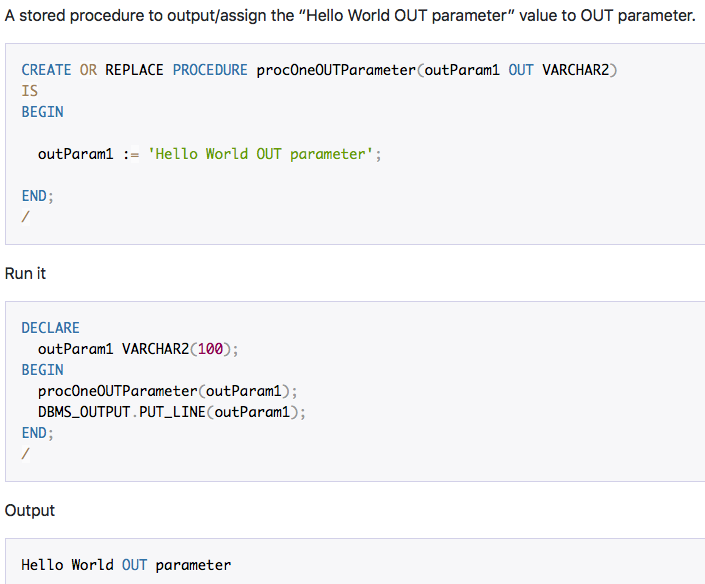 A stored procedure to output/assign the “Hello World OUT parameter” value to OUT parameter.
CREATE OR REPLACE PROCEDURE procOneOUTParameter(outParam1 OUT VARCHAR2)
IS
BEGIN
outParam1 := 'Hello World OUT parameter';
END;
/
Run it
DECLARE
outParam1 VARCHAR2(100);
BEGIN
procOneOUTParameter(outParam1);
DBMS_OUTPUT.PUT_LINE(outParam1);
END;
/
Output
Hello World OUT parameter